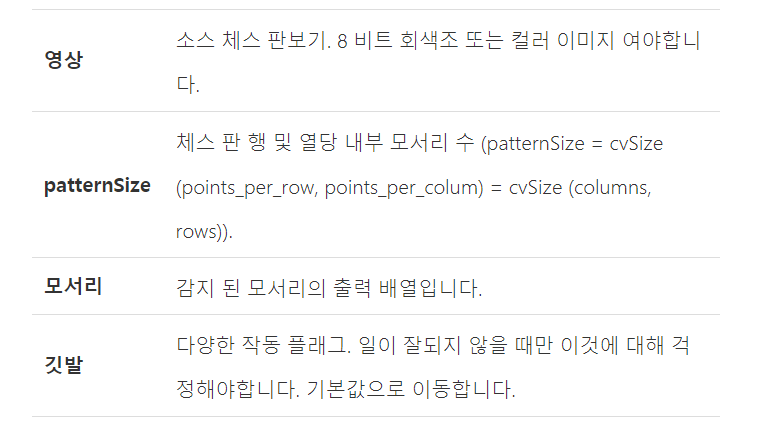 영상
소스 체스 판보기. 8 비트 회색조 또는 컬러 이미지 여야합니
다.
patternSize
체스 판 행 및 열당 내부 모서리 수 (patternSize = cvSize
(points_per_row, points_per_colum) = cvSize (columns,
rows)).
모서리
감지 된 모서리의 출력 배열입니다.
깃발
다양한 작동 플래그. 일이 잘되지 않을 때만 이것에 대해 걱
정해야합니다. 기본값으로 이동합니다.